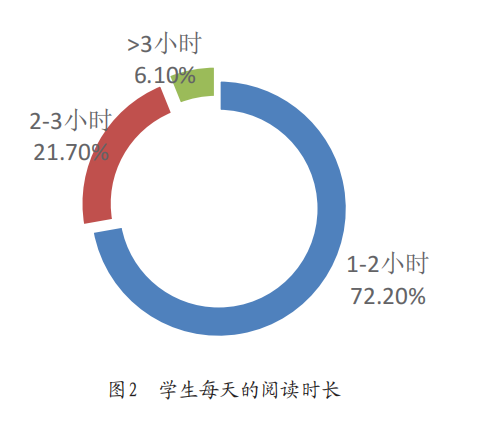 >3小时
6.10%
2-3小时
21.70%
1-2小时
72.20%
图2 学生每天的阅读时长